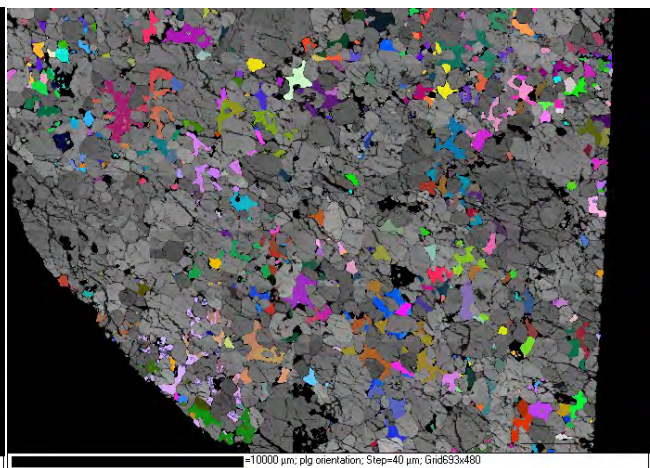 =10000 µm; plg orientation; Step=40 µm; Grid693x480